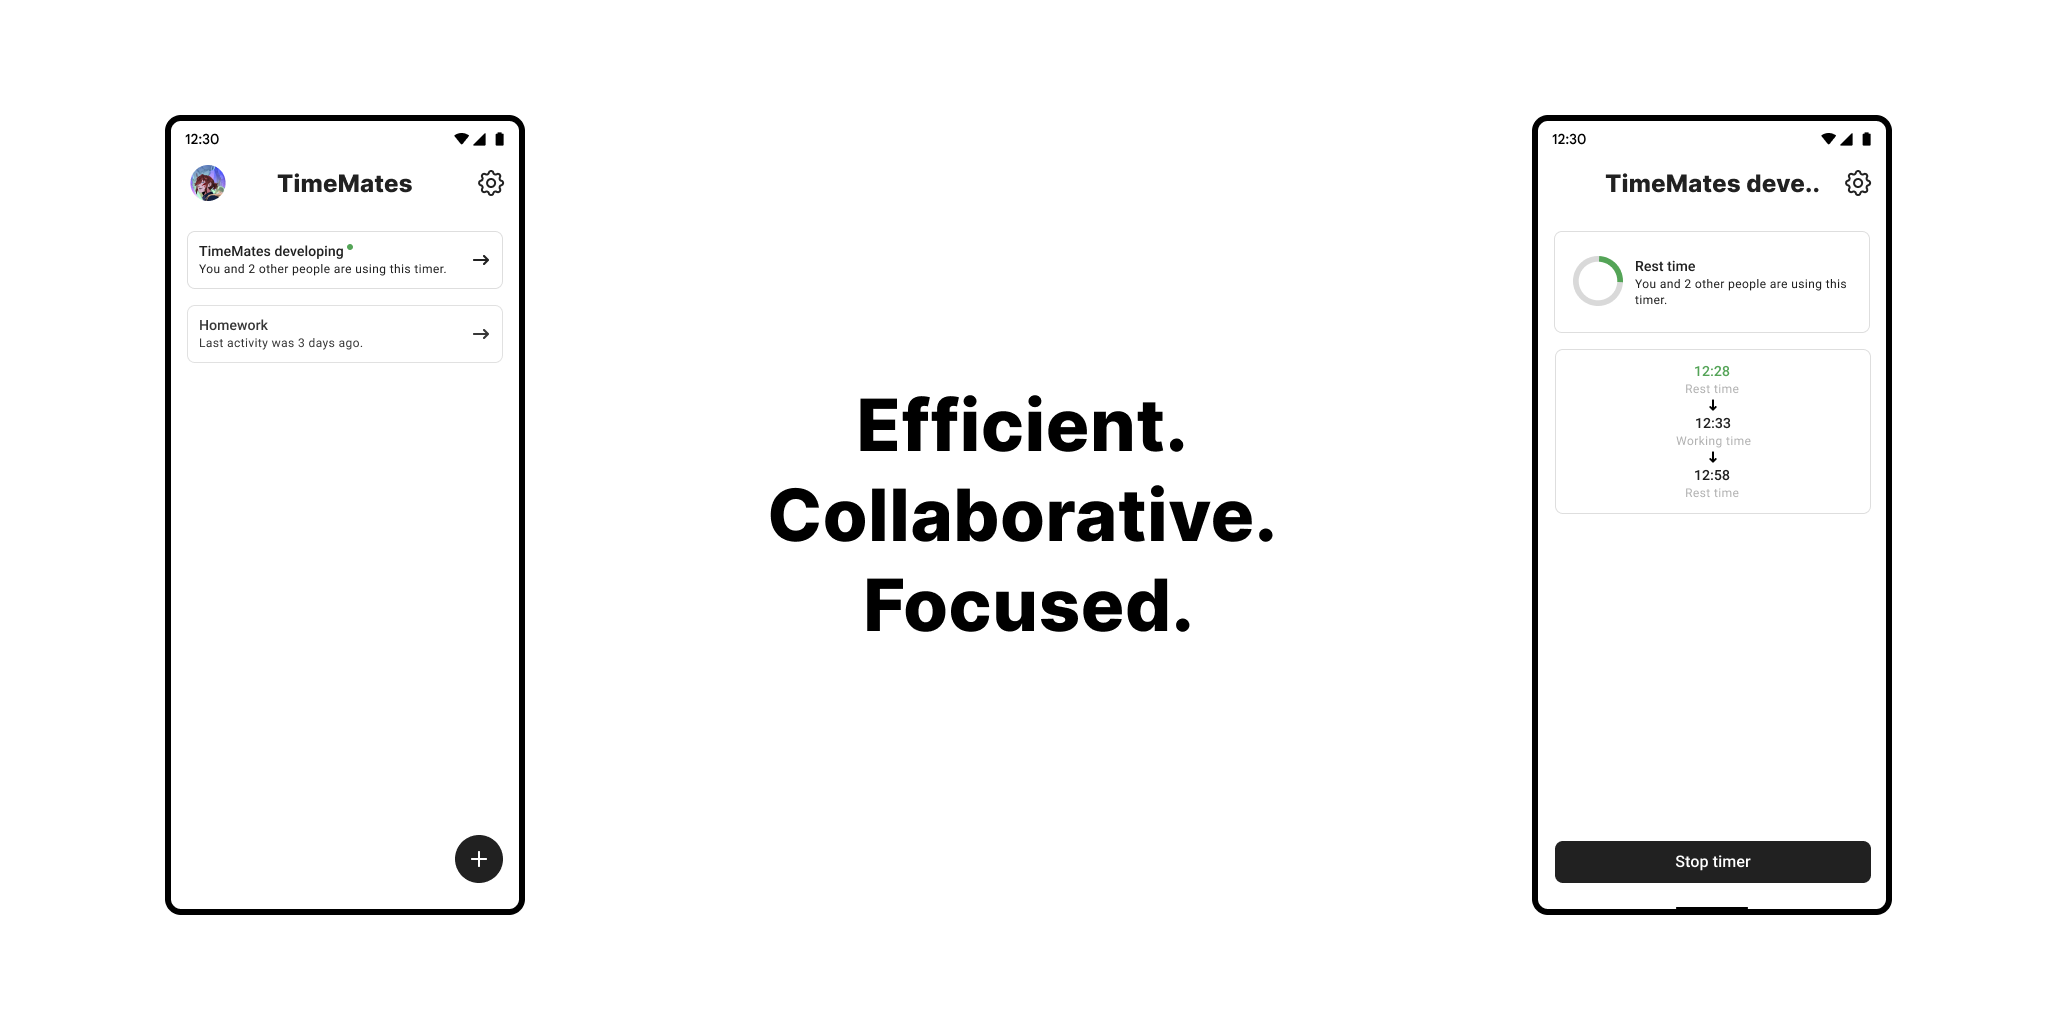 12:30
TimeMates
TimeMates developing
You and 2 other people are using this timer.
Homework
Last activity was 3 days ago.
Efficient.
Collaborative.
Focused.
12:30
TimeMates deve..
Rest time
You and 2 other people are using this
timer.
12:28
Rest time
12:33
Working time
12:58
Rest time
Stop timer